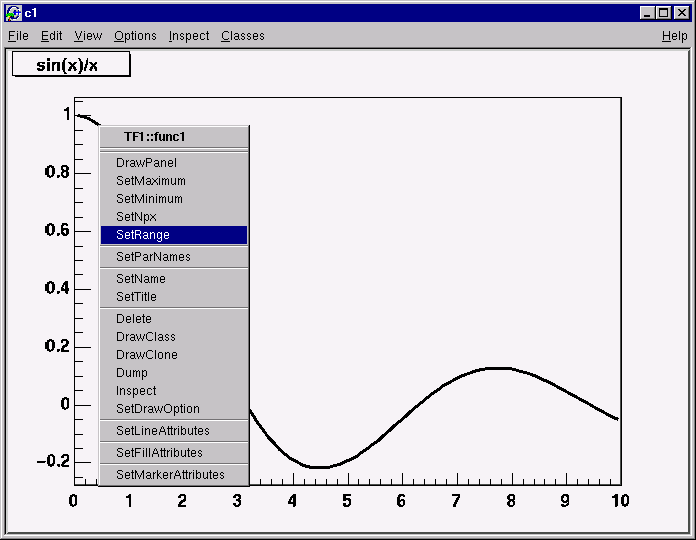 c1
File Edit View Options Inspect Classes Help
sin(x)/x
TF1::func1
DrawPanel
SetMaximum
SetMinimum
SetNpx
SetRange
SetParNames
SetName
SetTitle
Delete
DrawClass
DrawClone
Dump
Inspect
SetDrawOption
SetLineAttributes
SetFillAttributes
SetMarkerAttributes
1
0.8
0.6
0.4
0.2
0
−0.2
0 1 2 3 4 5 6 7 8 9 10